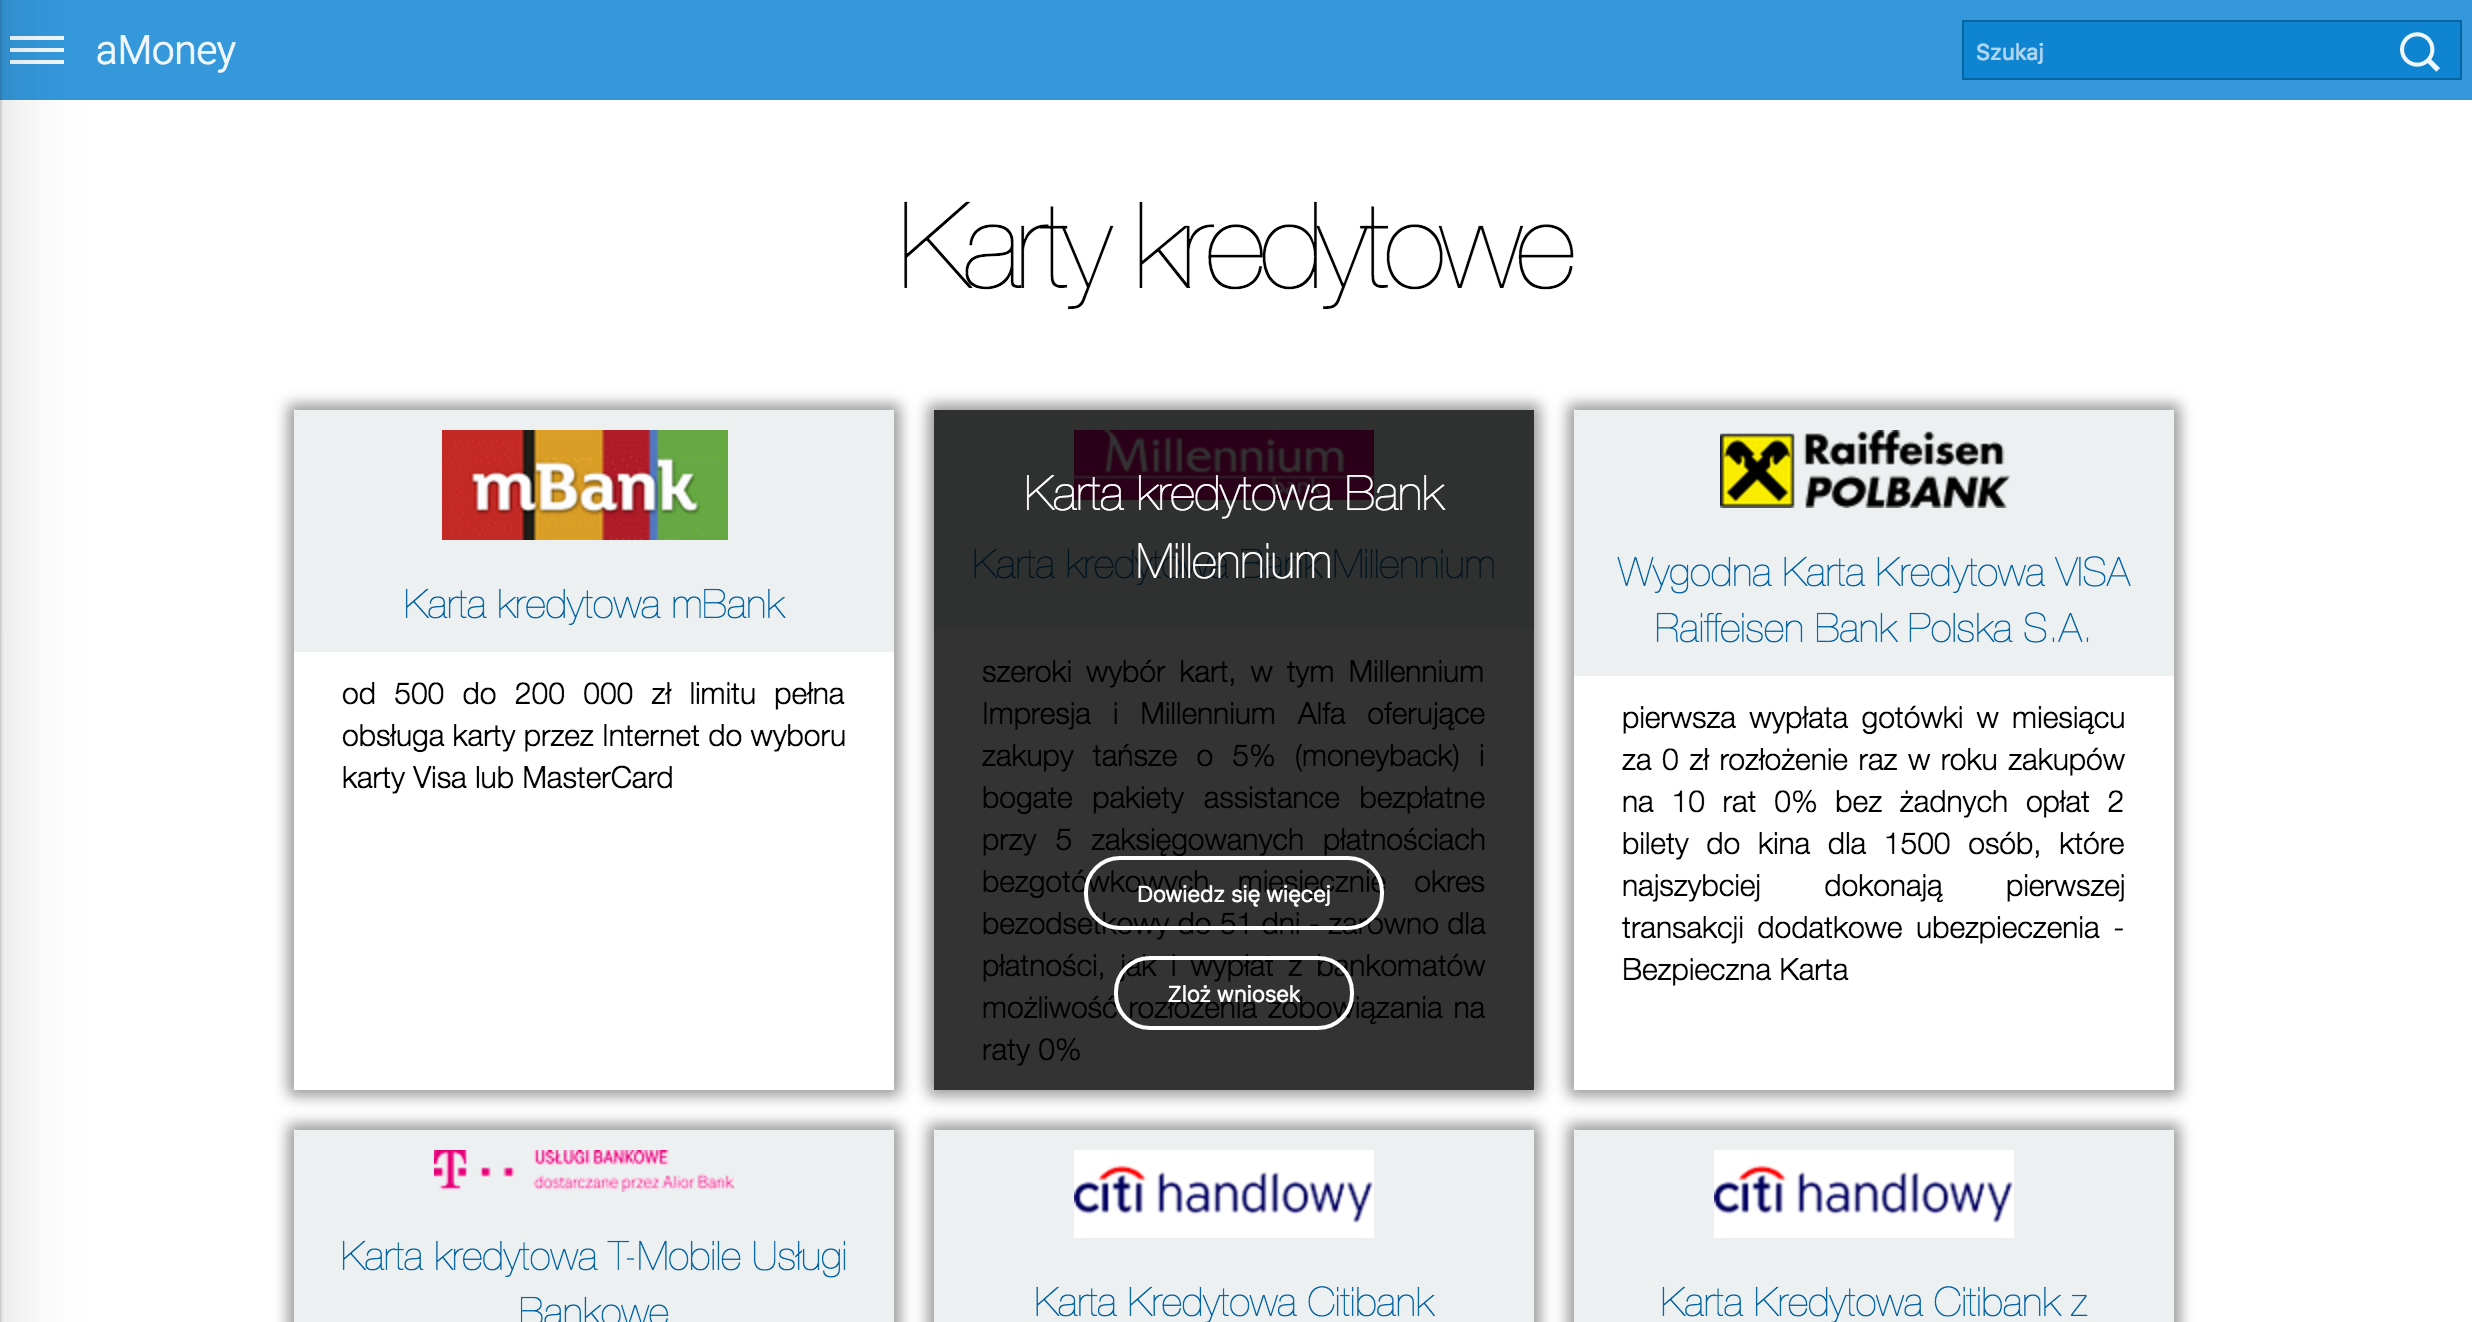 aMoney
Szukaj
Karty kredytowe
mBank
Karta kredytowa mBank
od 500 do 200 000 zł limitu pełna
obsługa karty przez Internet do wyboru
karty Visa lub MasterCard
Millennium
Karta kredytowa Bank
Millennium
Karta kredytowa Bank Millennium
szeroki wybór kart, w tym Millennium
Impresja i Millennium Alfa oferujące
zakupy tańsze o 5% (moneyback) i
bogate pakiety assistance bezpłatne
przy 5 zaksięgowanych płatnościach
bezgotówkowych miesięcznie okres
bezodsetkowy do 51 dni - zarówno dla
płatności, jak i wypłat z bankomatów
możliwość rozłożenia zobowiązania na
raty 0%
Dowiedz się więcej
Zloż wniosek
Raiffeisen
POLBANK
Wygodna Karta Kredytowa VISA
Raiffeisen Bank Polska S.A.
pierwsza wypłata gotówki w miesiącu
za 0 zł rozłożenie raz w roku zakupów
na 10 rat 0% bez żadnych opłat 2
bilety do kina dla 1500 osób, które
najszybciej dokonają pierwszej
transakcji dodatkowe ubezpieczenia -
Bezpieczna Karta
T
USŁUGI BANKOWE
dostarczane przez Alior Bank
Karta kredytowa T-Mobile Usługi
Bankowe
citi handlowy
Karta Kredytowa Citibank
citi handlowy
Karta Kredytowa Citibank z